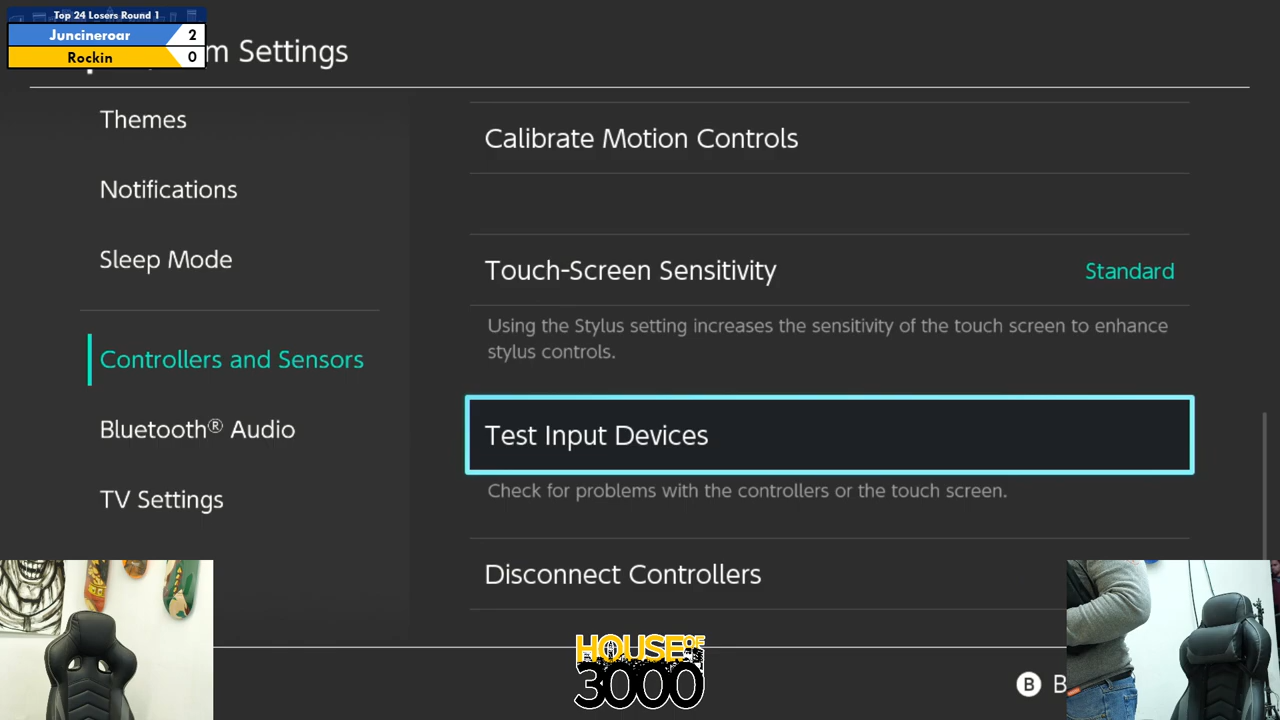 Top 24 Losers Round 1
Juncineroar 2
Rockin 0
m Settings
Themes
Notifications
Sleep Mode
Controllers and Sensors
Bluetooth® Audio
TV Settings
Calibrate Motion Controls
Touch-Screen Sensitivity Standard
Using the Stylus setting increases the sensitivity of the touch screen to enhance
stylus controls.
Test Input Devices
Check for problems with the controllers or the touch screen.
Disconnect Controllers
HOUSE OF
3000
B B